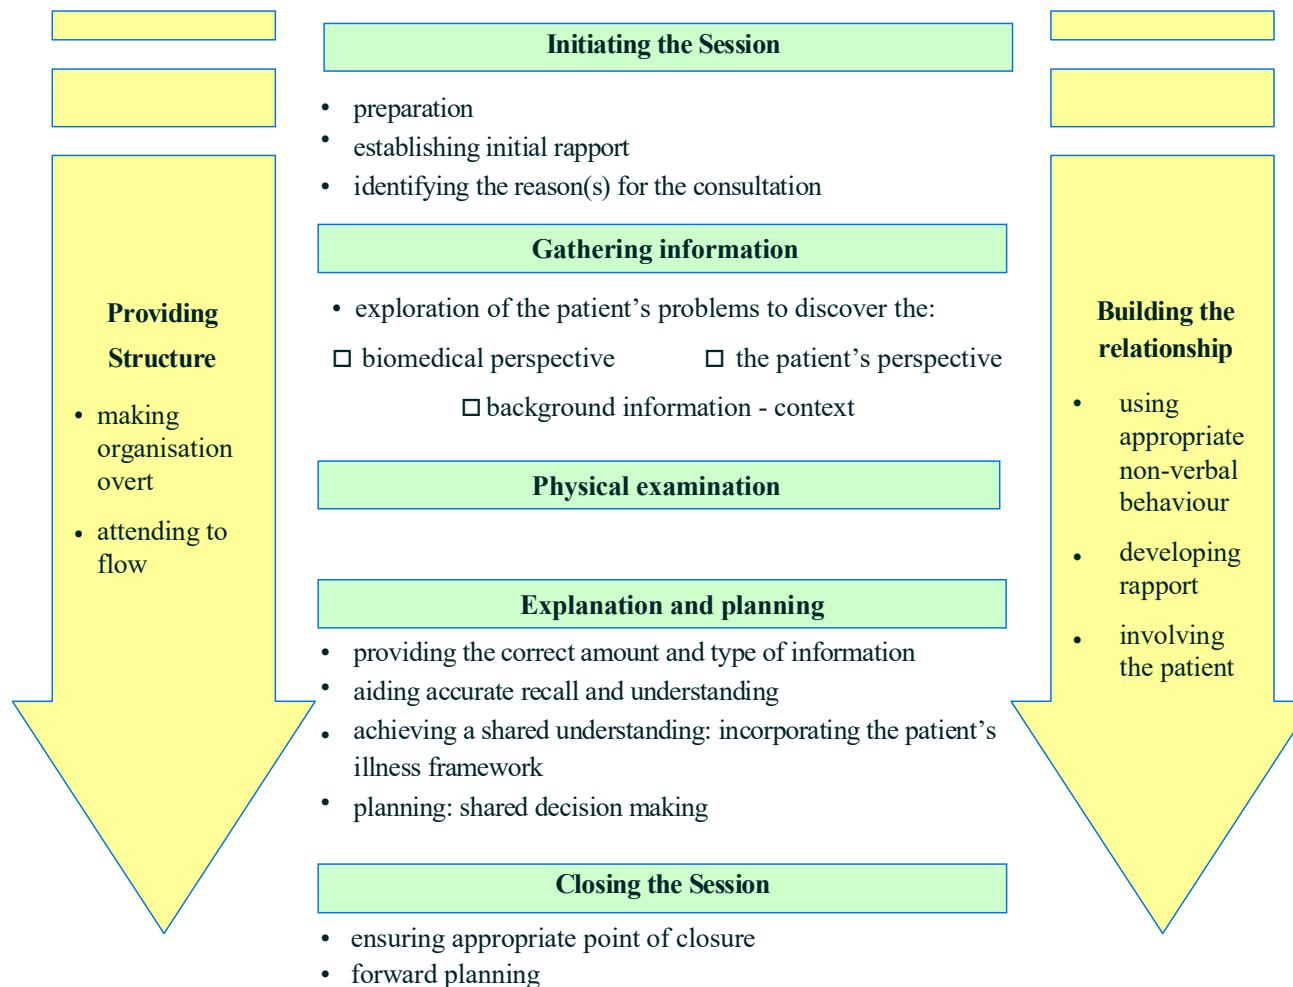 Initiating the Session
• preparation
• establishing initial rapport
• identifying the reason(s) for the consultation
Gathering information
• exploration of the patient’s problems to discover the:
☐ biomedical perspective ☐ the patient’s perspective
☐ background information - context
Physical examination
Explanation and planning
• providing the correct amount and type of information
• aiding accurate recall and understanding
• achieving a shared understanding: incorporating the patient’s
illness framework
• planning: shared decision making
Closing the Session
• ensuring appropriate point of closure
• forward planning
Providing
Structure
• making
organisation
overt
• attending to
flow
Building the
relationship
• using
appropriate
non-verbal
behaviour
• developing
rapport
• involving
the patient